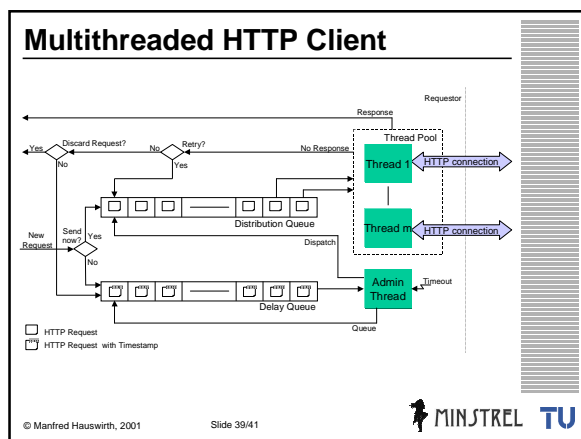 Multithreaded HTTP Client
Requestor
Response
Thread Pool
Yes
Discard Request?
No
Retry?
No Response
Thread 1
HTTP connection
No
Yes
Distribution Queue
Thread m
HTTP connection
New
Request
Send
now?
Yes
No
Dispatch
Admin
Thread
Timeout
Delay Queue
Queue
HTTP Request
HTTP Request with Timestamp
© Manfred Hauswirth, 2001
Slide 39/41
MINSTREL
TU